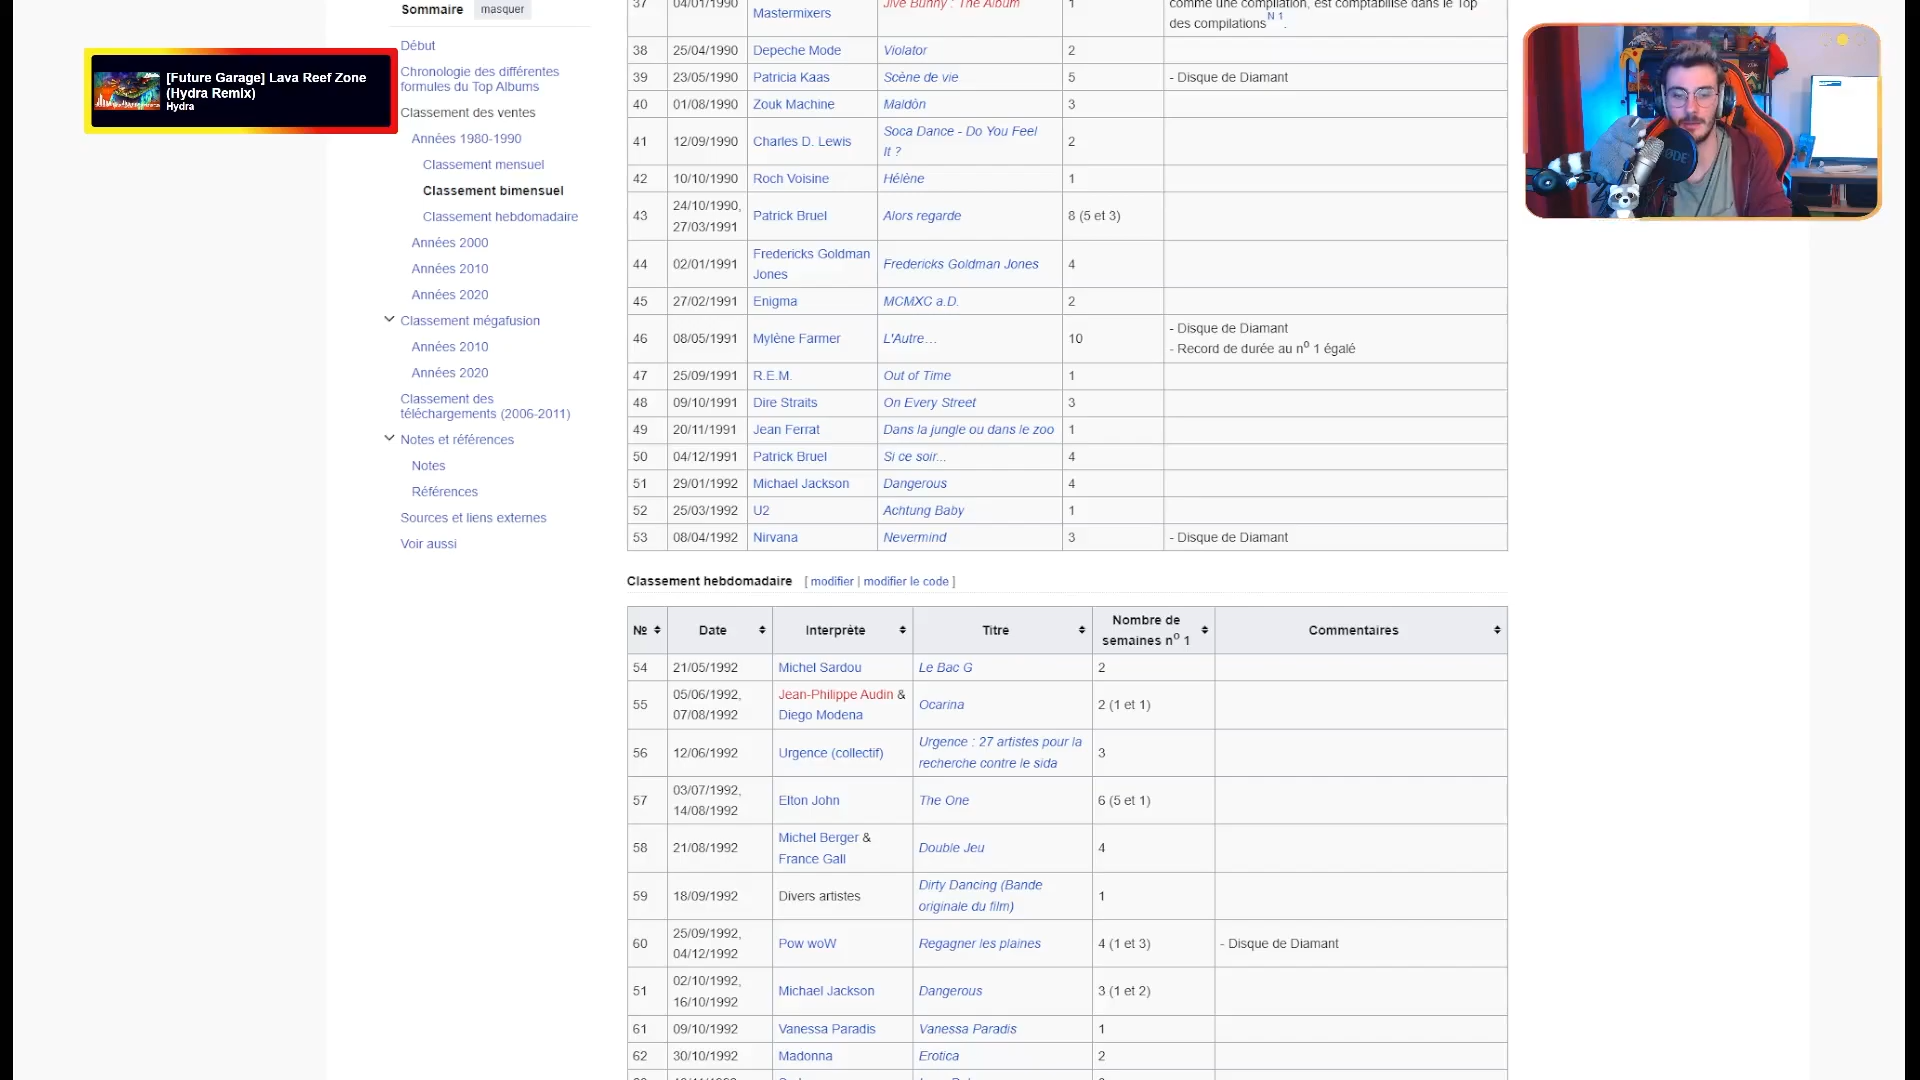 Sommaire masquer
Début
Chronologie des différentes
formules du Top Albums
Classement des ventes
Années 1980-1990
Classement mensuel
Classement bimensuel
Classement hebdomadaire
Années 2000
Années 2010
Années 2020
Classement mégafusion
Années 2010
Années 2020
Classement des
téléchargements (2006-2011)
Notes et références
Notes
Références
Sources et liens externes
Voir aussi
[Future Garage] Lava Reef Zone
(Hydra Remix)
Hydra
37 04/01/1990 Mastermixers Jive Bunny : The Album 1 comme une compilation, est comptabilisé dans le Top
des compilations N 1.
38 25/04/1990 Depeche Mode Violator 2
39 23/05/1990 Patricia Kaas Scène de vie 5 - Disque de Diamant
40 01/08/1990 Zouk Machine Maldòn 3
41 12/09/1990 Charles D. Lewis Soca Dance - Do You Feel
It ? 2
42 10/10/1990 Roch Voisine Hélène 1
43 24/10/1990,
27/03/1991 Patrick Bruel Alors regarde 8 (5 et 3)
44 02/01/1991 Fredericks Goldman
Jones Fredericks Goldman Jones 4
45 27/02/1991 Enigma MCMXC a.D. 2
46 08/05/1991 Mylène Farmer L'Autre… 10 - Disque de Diamant
- Record de durée au nº 1 égalé
47 25/09/1991 R.E.M. Out of Time 1
48 09/10/1991 Dire Straits On Every Street 3
49 20/11/1991 Jean Ferrat Dans la jungle ou dans le zoo 1
50 04/12/1991 Patrick Bruel Si ce soir... 4
51 29/01/1992 Michael Jackson Dangerous 4
52 25/03/1992 U2 Achtung Baby 1
53 08/04/1992 Nirvana Nevermind 3 - Disque de Diamant
Classement hebdomadaire [ modifier | modifier le code ]
№ Date Interprète Titre Nombre de
semaines nº 1 Commentaires
54 21/05/1992 Michel Sardou Le Bac G 2
55 05/06/1992,
07/08/1992 Jean-Philippe Audin &
Diego Modena Ocarina 2 (1 et 1)
56 12/06/1992 Urgence (collectif) Urgence : 27 artistes pour la
recherche contre le sida 3
57 03/07/1992,
14/08/1992 Elton John The One 6 (5 et 1)
58 21/08/1992 Michel Berger &
France Gall Double Jeu 4
59 18/09/1992 Divers artistes Dirty Dancing (Bande
originale du film) 1
60 25/09/1992,
04/12/1992 Pow woW Regagner les plaines 4 (1 et 3) - Disque de Diamant
51 02/10/1992,
16/10/1992 Michael Jackson Dangerous 3 (1 et 2)
61 09/10/1992 Vanessa Paradis Vanessa Paradis 1
62 30/10/1992 Madonna Erotica 2